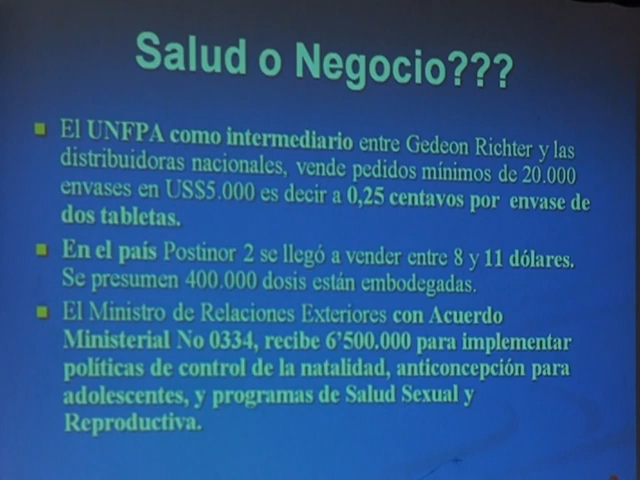 Salud o Negocio???
El UNFPA como intermediario entre Gedeon Richter y las
distribuidoras nacionales, vende pedidos mínimos de 20.000
envases en US$5.000 es decir a 0,25 centavos por envase de
dos tabletas.
En el país Postinor 2 se llegó a vender entre 8 y 11 dólares.
Se presumen 400.000 dosis están embodegadas.
El Ministro de Relaciones Exteriores con Acuerdo
Ministerial No 0334, recibe 6’500.000 para implementar
políticas de control de la natalidad, anticoncepción para
adolescentes, y programas de Salud Sexual y
Reproductiva.